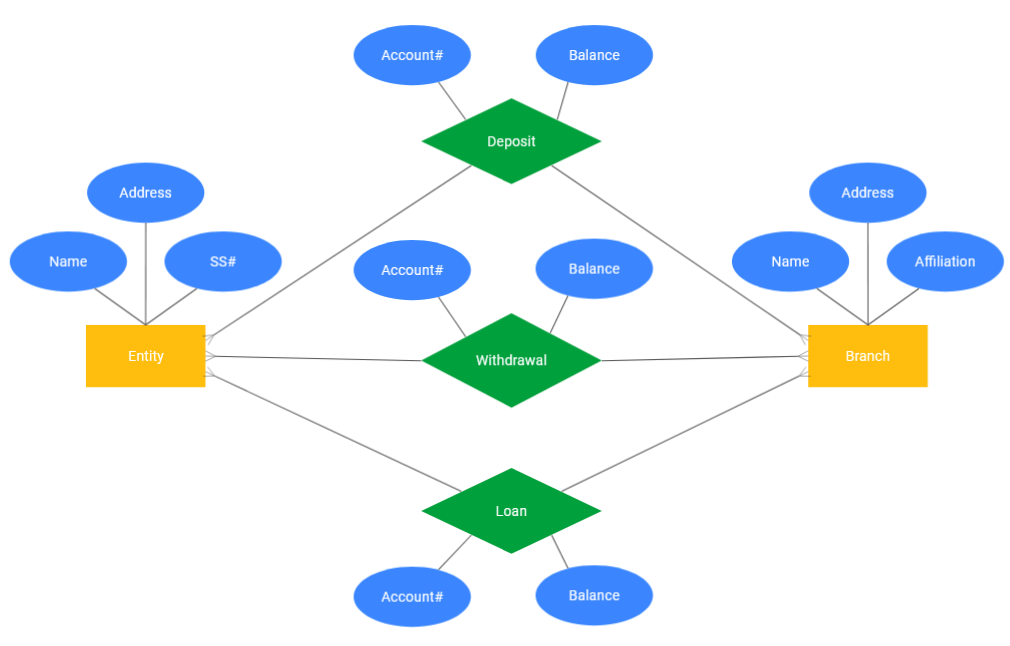 Account#
Balance
Deposit
Address
Address
Name
SS#
Account#
Balance
Name
Affiliation
Entity
Withdrawal
Branch
Loan
Account#
Balance